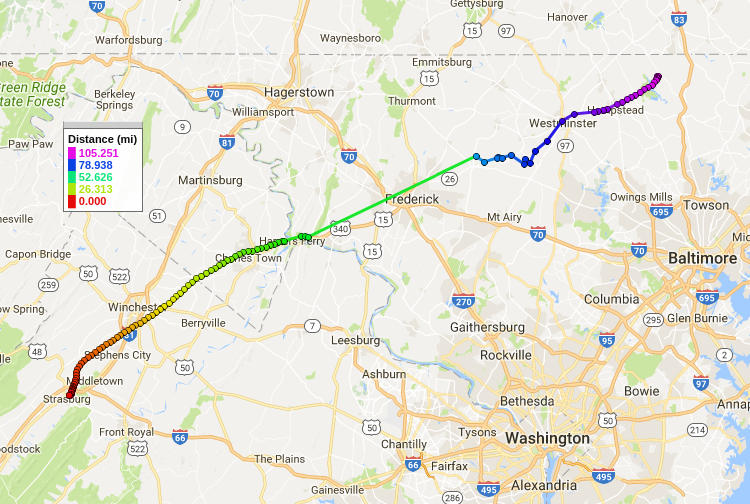 70
Gettysburg
Hanover
83
Waynesboro
15
97
Warfordsburg
Emmitsburg
Green Ridge
State Forest
70
Hagerstown
15
Berkeley
Springs
Williamsport
Thurmont
Hampstead
9
Westminster
Distance (mi)
105.251
78.938
52.626
26.313
0.000
Paw Paw
81
97
70
Martinsburg
26
Owings Mills
Frederick
695
Towson
51
15
Mt Airy
340
70
70
Harpers Ferry
15
Capon Bridge
Charles Town
Baltimore
50
522
259
270
Columbia
695
Winchester
295
Glen Burnie
81
Berryville
7
Gaithersburg
Leesburg
95
48
Stephens City
Rockville
2
50
Middletown
Ashburn
97
Strasburg
Bethesda
Bowie
50
Front Royal
66
50
Tysons
214
522
Chantilly
Washington
The Plains
66
Fairfax
495
495
Gainesville
286
Alexandria